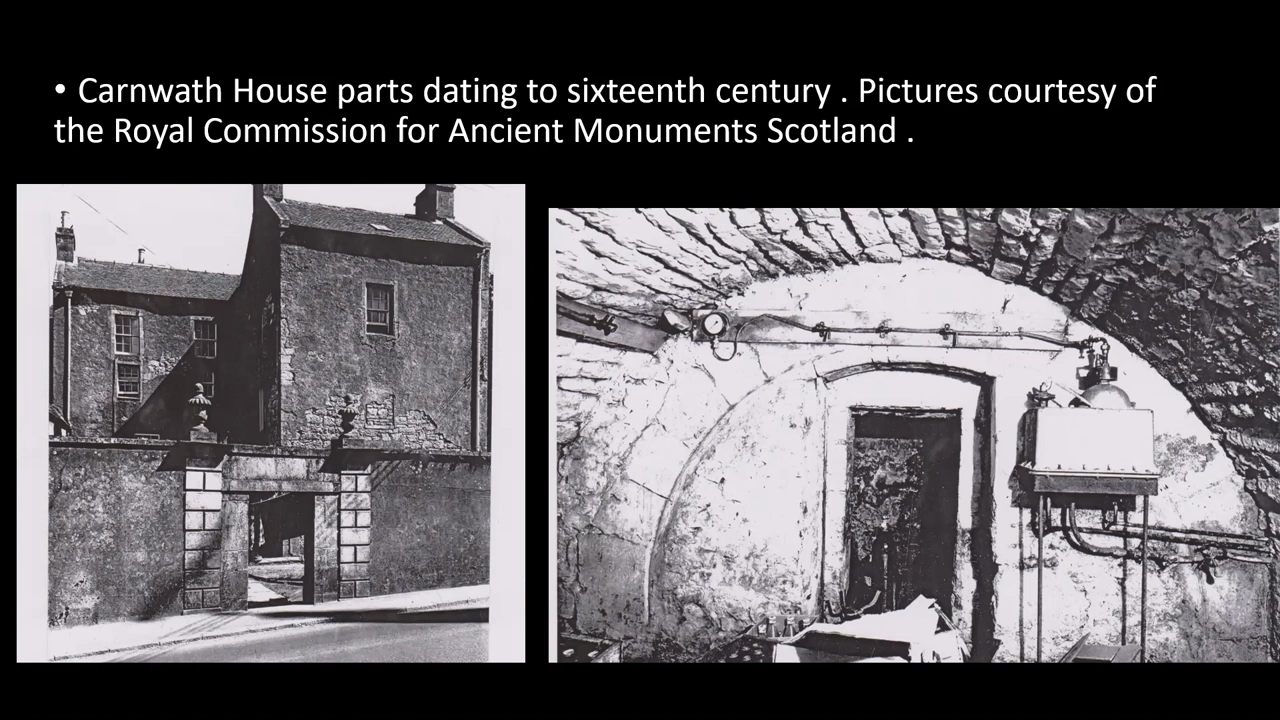 • Carnwath House parts dating to sixteenth century . Pictures courtesy of
the Royal Commission for Ancient Monuments Scotland .